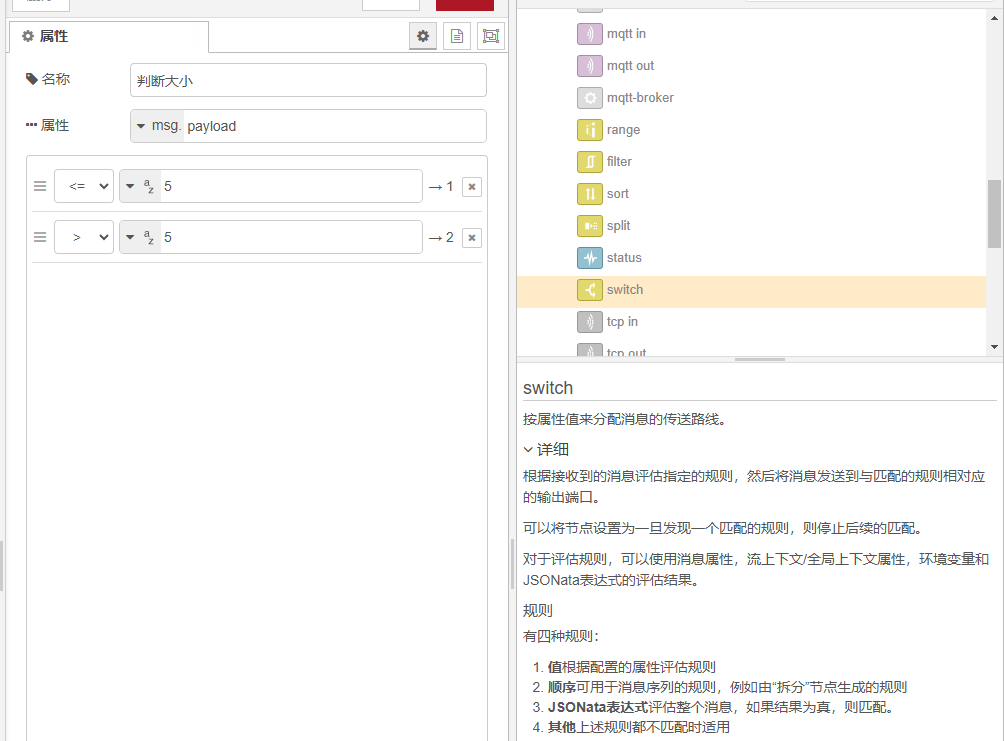 属性
名称
判断大小
属性
msg. payload
<= az 5 → 1
> az 5 → 2
mqtt in
mqtt out
mqtt-broker
range
filter
sort
split
status
switch
tcp in
tcp out
switch
按属性值来分配消息的传送路线。
详细
根据接收到的消息评估指定的规则，然后将消息发送到与匹配的规则相对应
的输出端口。
可以将节点设置为一旦发现一个匹配的规则，则停止后续的匹配。
对于评估规则，可以使用消息属性，流上下文/全局上下文属性，环境变量和
JSONata表达式的评估结果。
规则
有四种规则：
1. 值根据配置的属性评估规则
2. 顺序可用于消息序列的规则，例如由“拆分”节点生成的规则
3. JSONata表达式评估整个消息，如果结果为真，则匹配。
4. 其他上述规则都不匹配时适用